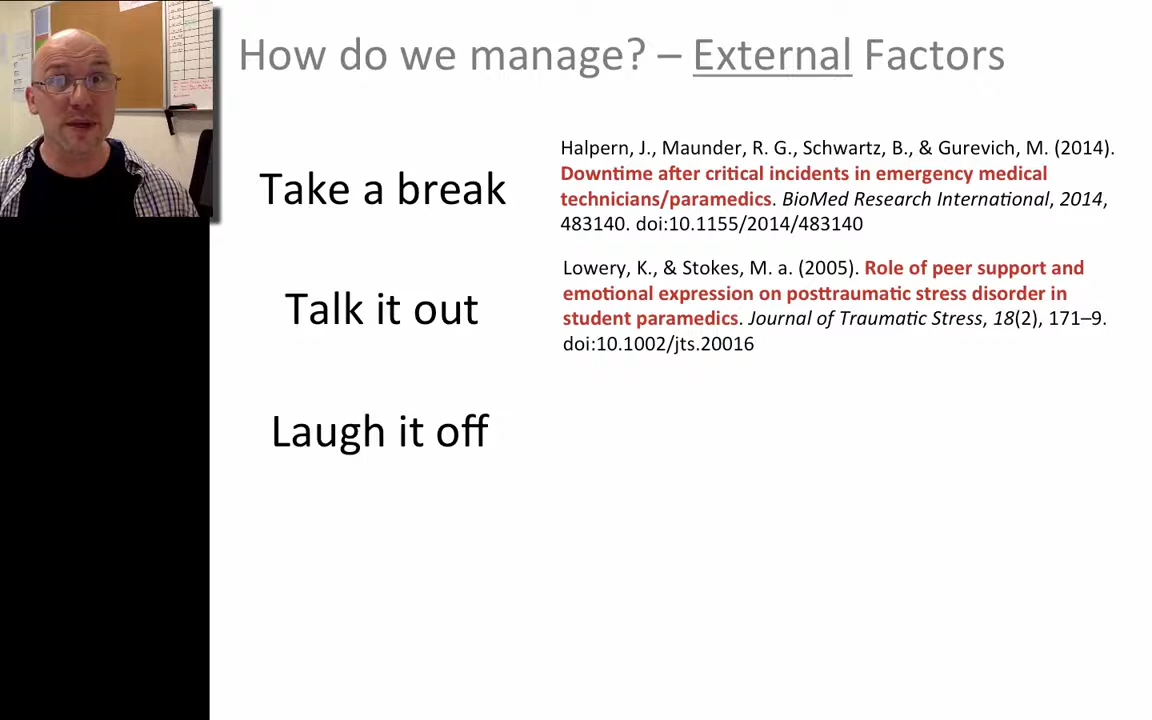 How do we manage? – External Factors
Take a break
Halpern, J., Maunder, R. G., Schwartz, B., & Gurevich, M. (2014).
Downtime after critical incidents in emergency medical
technicians/paramedics. BioMed Research International, 2014,
483140. doi:10.1155/2014/483140
Talk it out
Lowery, K., & Stokes, M. a. (2005). Role of peer support and
emotional expression on posttraumatic stress disorder in
student paramedics. Journal of Traumatic Stress, 18(2), 171–9.
doi:10.1002/jts.20016
Laugh it off